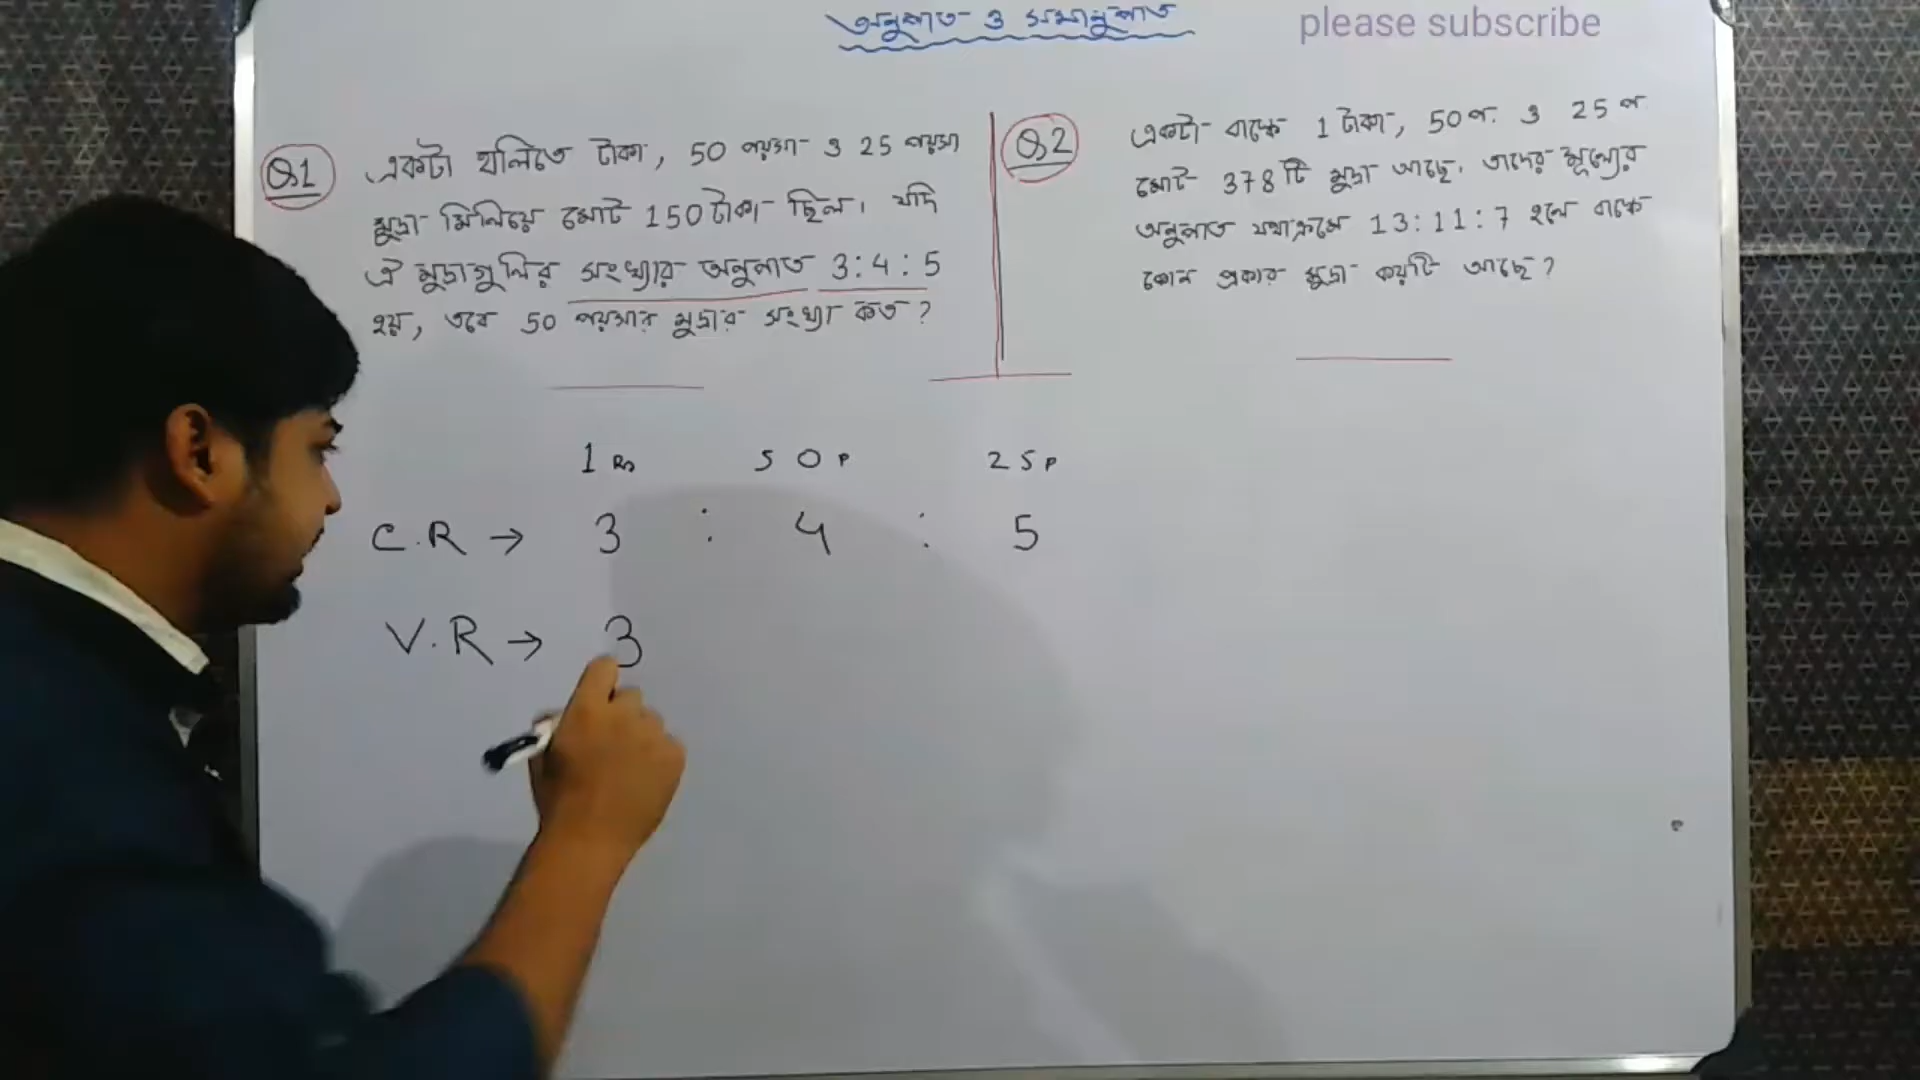 অনুপাত ও সমানুপাত
please subscribe
Q1
একটা থলিতে টাকা, 50 পয়সা ও 25 পয়সা
মুদ্রা মিলিয়ে মোট 150 টাকা ছিল। যদি
ঐ মুদ্রাগুলির সংখ্যার অনুপাত 3:4:5
হয়, তবে 50 পয়সার মুদ্রার সংখ্যা কত?
Q2
একটা বাক্সে 1 টাকা, 50 প. ও 25 প
মোট 378 টি মুদ্রা আছে. তাদের মূল্যের
অনুপাত যথাক্রমে 13:11:7 হলে বাক্সে
কোন প্রকার মুদ্রা কয়টি আছে?
1 Rs 50 P 25 P
C.R → 3 : 4 : 5
V.R → 3